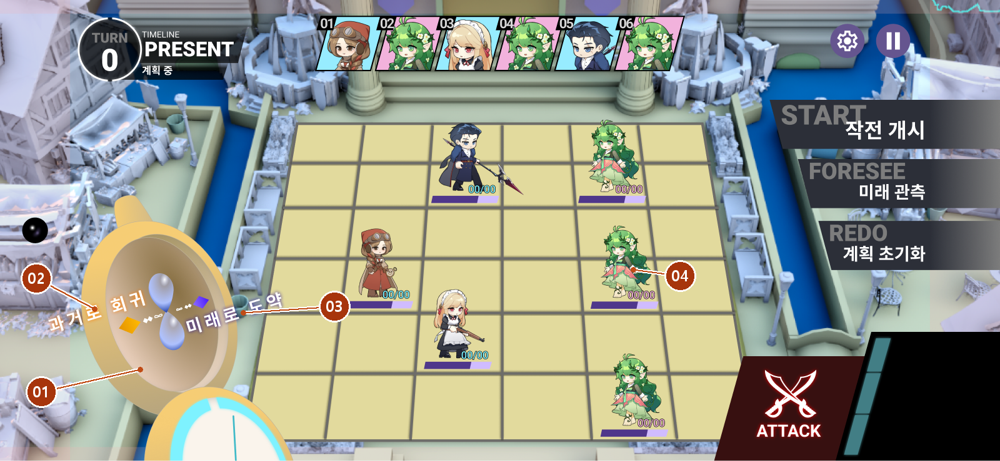 TURN
0
TIMELINE
PRESENT
계획 중
01
02
03
04
05
06
START
작전 개시
FORESEE
미래 관측
REDO
계획 초기화
00/00
00/00
00/00
00/00
00/00
00/00
02
과거로 회귀
03
미래로 도약
04
01
ATTACK